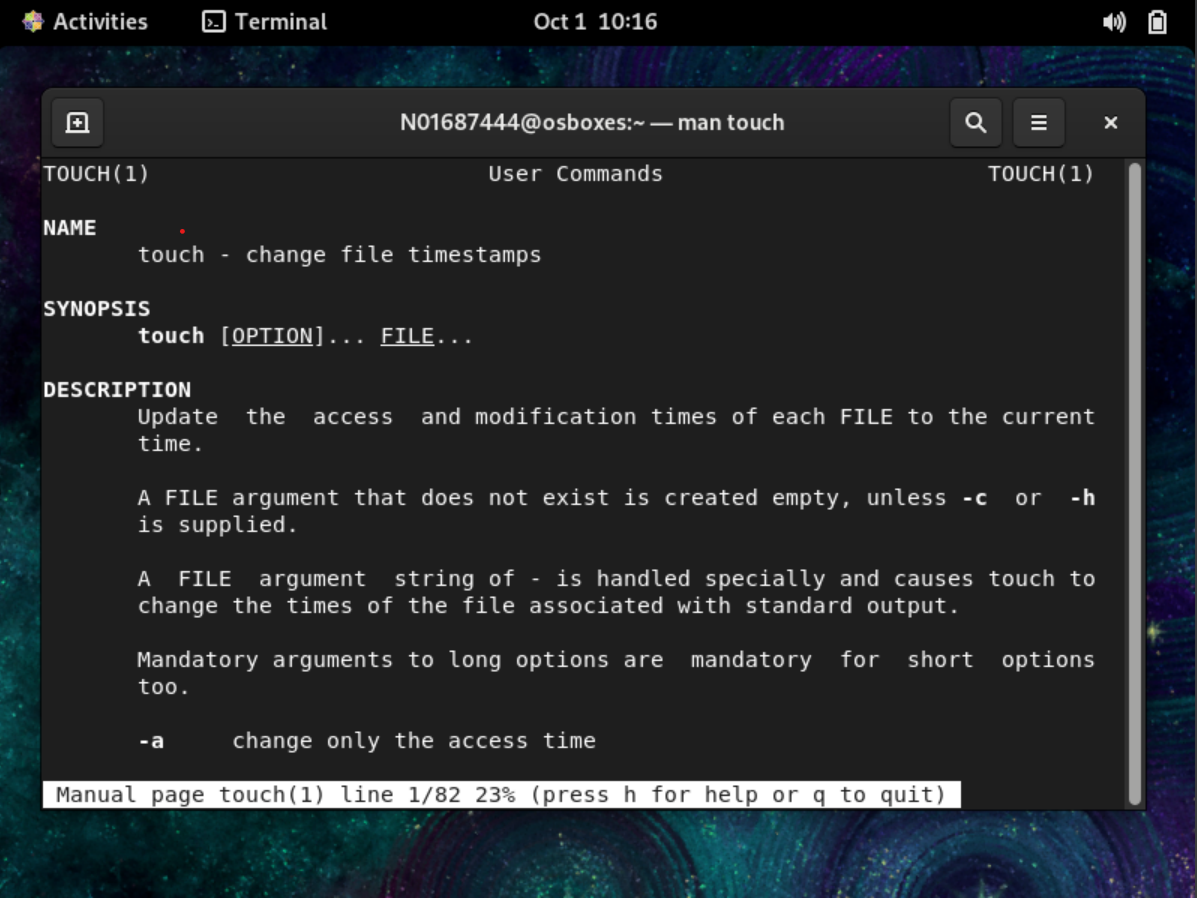 Activities Terminal Oct 1 10:16
N01687444@osboxes:~ — man touch
TOUCH(1) User Commands TOUCH(1)
NAME
touch - change file timestamps
SYNOPSIS
touch [OPTION]... FILE...
DESCRIPTION
Update the access and modification times of each FILE to the current
time.
A FILE argument that does not exist is created empty, unless -c or -h
is supplied.
A FILE argument string of - is handled specially and causes touch to
change the times of the file associated with standard output.
Mandatory arguments to long options are mandatory for short options
too.
-a change only the access time
Manual page touch(1) line 1/82 23% (press h for help or q to quit)